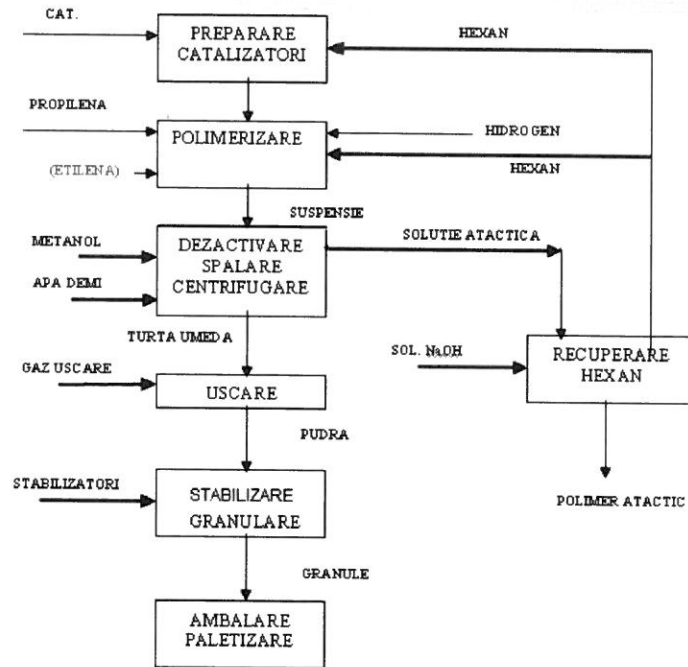 CAT.
PREPARARE
CATALIZATORI
HEXAN
PROPILENA
POLIMERIZARE
HIDROGEN
(ETILENA)
HEXAN
SUSPENSIE
METANOL
DEZACTIVARE
SPALARE
CENTRIFUGARE
SOLUTIE ATACTICA
APA DEMI
TURTA UMEDA
SOL. NaOH
RECUPERARE
HEXAN
GAZ USCARE
USCARE
PUDRA
STABILIZATORI
STABILIZARE
GRANULARE
POLIMER ATACTIC
GRANULE
AMBALARE
PALETIZARE